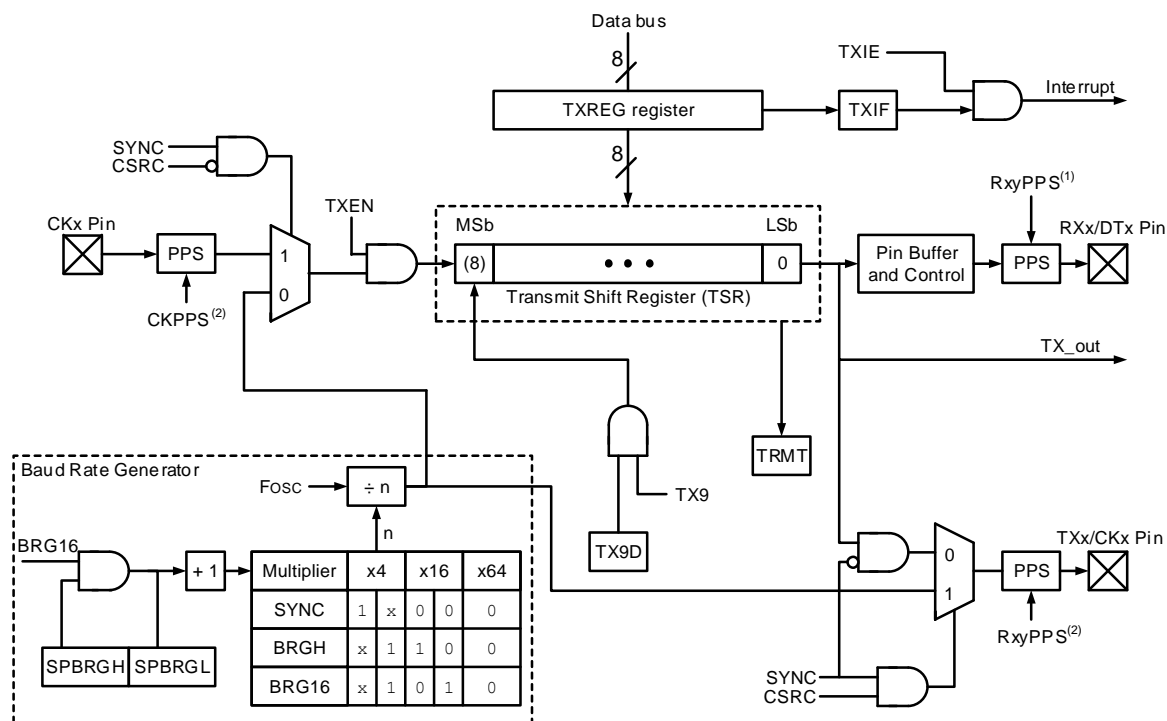 Data bus
8
TXIE
TXREG register
TXIF
Interrupt
SYNC
CSRC
8
RxyPPS(1)
TXEN
CKx Pin
MSb
LSb
RXx/DTx Pin
PPS
1
(8)
• • •
0
Pin Buffer
and Control
PPS
0
Transmit Shift Register (TSR)
CKPPS(2)
TX_out
TRMT
Baud Rate Generator
FOSC
÷ n
TX9
n
BRG16
TX9D
TXx/CKx Pin
+ 1
Multiplier x4 x16 x64
0
PPS
SYNC 1 x 0 0 0
1
BRGH x 1 1 0 0
RxyPPS(2)
SPBRGH SPBRGL
BRG16 x 1 0 1 0
SYNC
CSRC